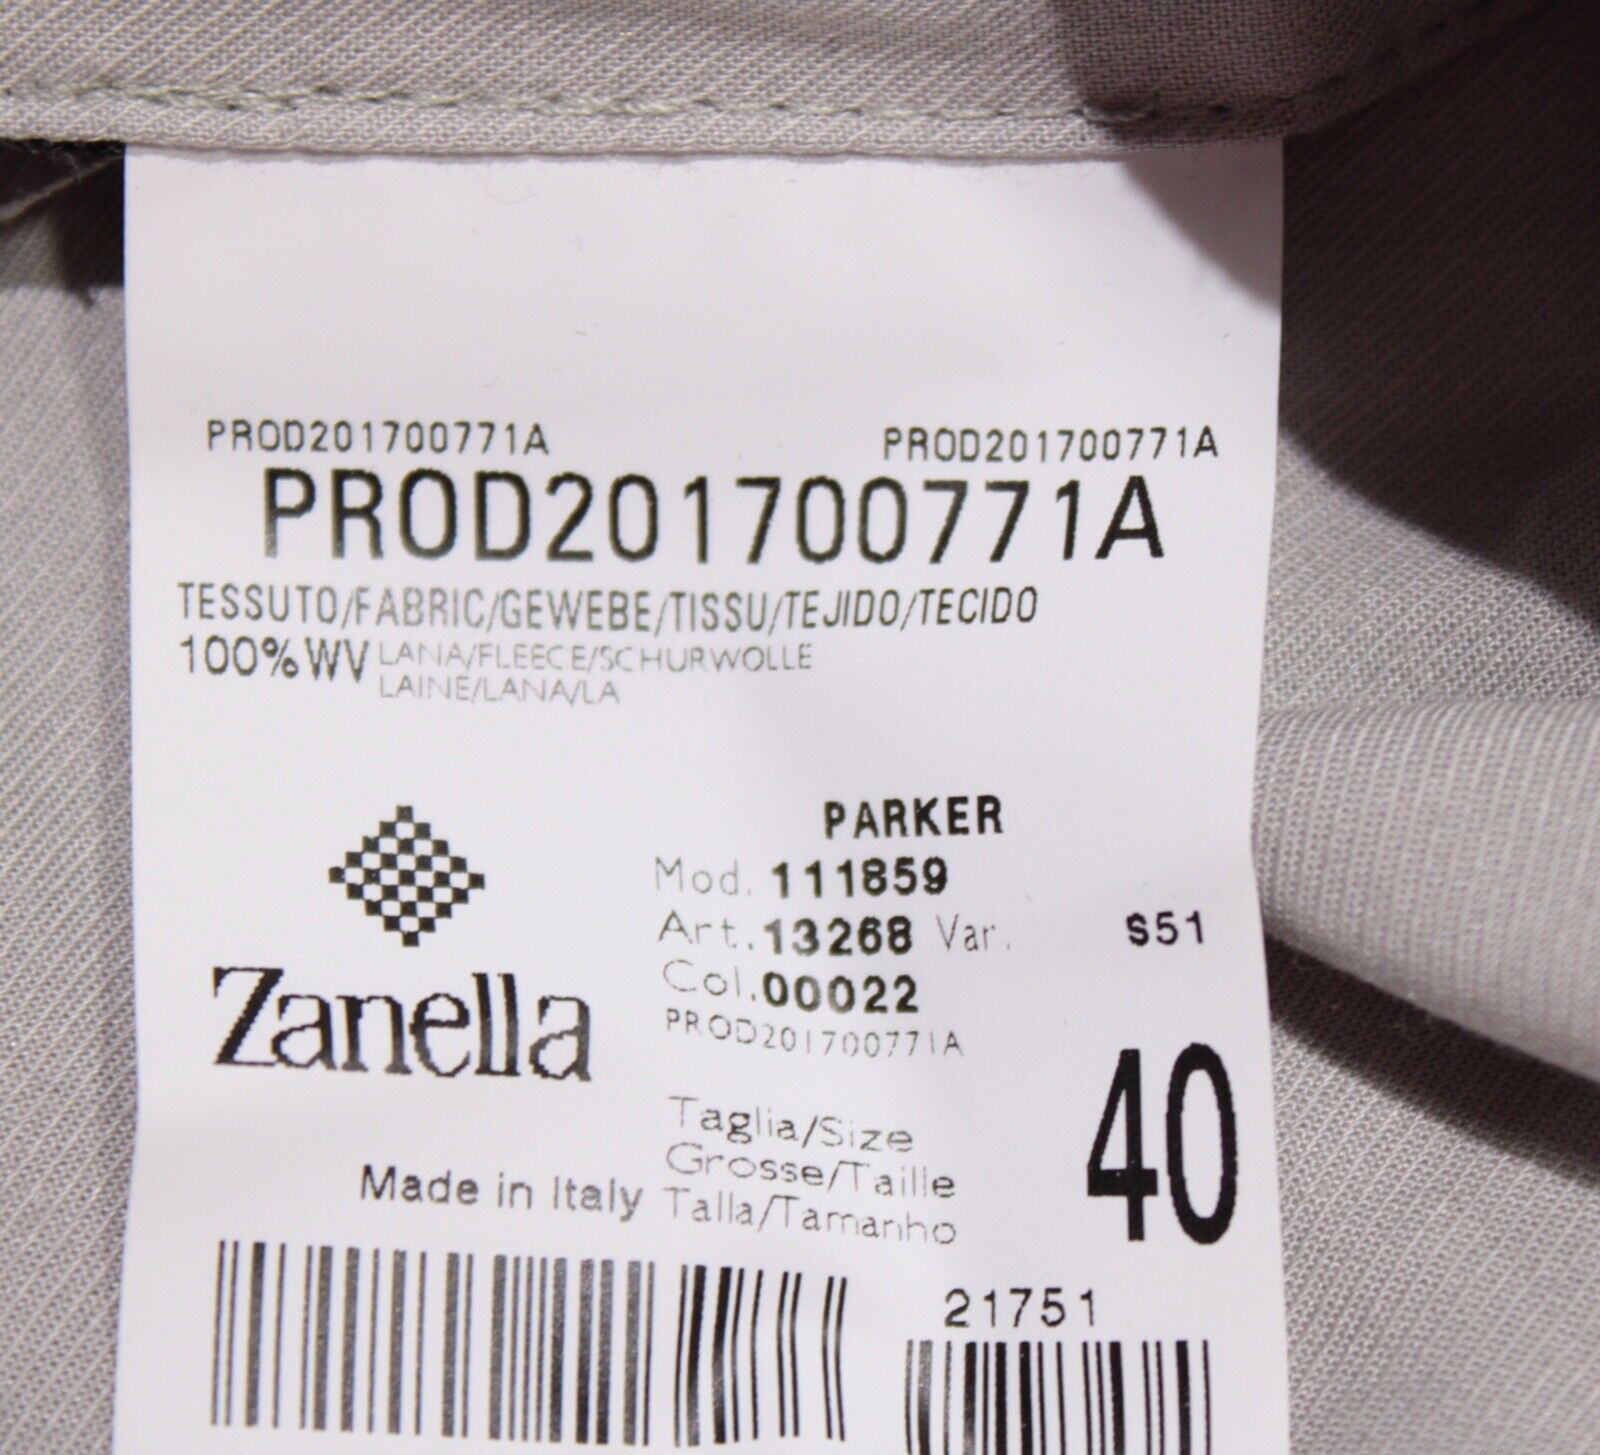 PROD201700771A PROD201700771A
PROD201700771A
TESSUTO/FABRIC/GEWEBE/TISSU/TEJIDO/TECIDO
100% WV LANA/FLEECE/SCHURWOLLE
LAINE/LANA/LA
PARKER
Mod. 111859
Art. 13268 Var. S51
Col. 00022
PROD201700771A
Zanella
40
Taglia/Size
Grosse/Taille
Made in Italy Talla/Tamanho
21751